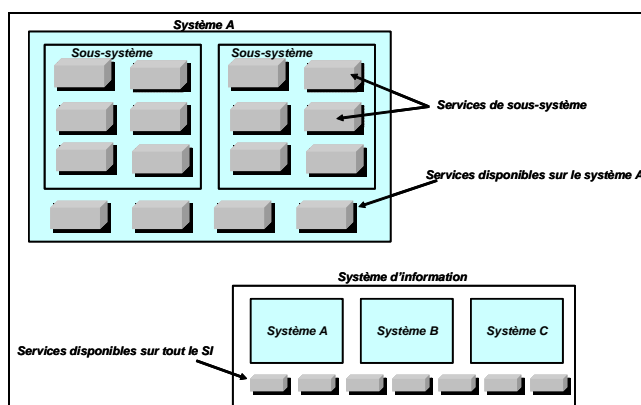 Système A
Sous-système
Sous-système
Services de sous-système
Services disponibles sur le système A
Système d'information
Système A
Système B
Système C
Services disponibles sur tout le SI